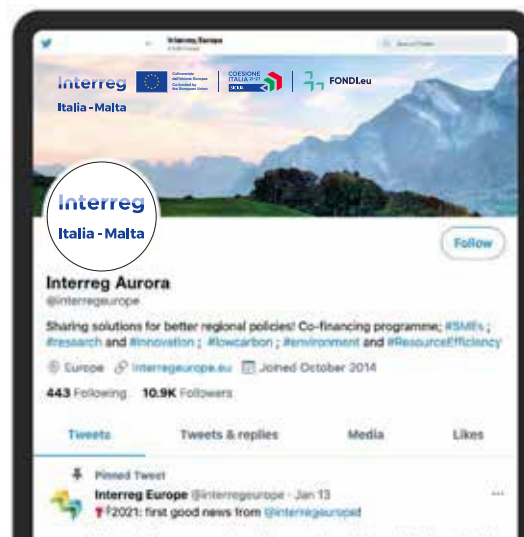 Interreg Europe
Interreg
Cofinanziato
dall'Unione Europea
Co-funded by
the European Union
COESIONE
ITALIA 21-27
SICILIA
FONDI.eu
Italia - Malta
Interreg
Italia - Malta
Follow
Interreg Aurora
@interregeurope
Sharing solutions for better regional policies! Co-financing programme; #SMEs ;
#research and #innovation ; #lowcarbon ; #environment and #ResourceEfficiency
Europe interregeurope.eu Joined October 2014
443 Following 10.9K Followers
Tweets Tweets & replies Media Likes
Pinned Tweet
Interreg Europe @interregeurope · Jan 13
2021: first good news from @interregeurope